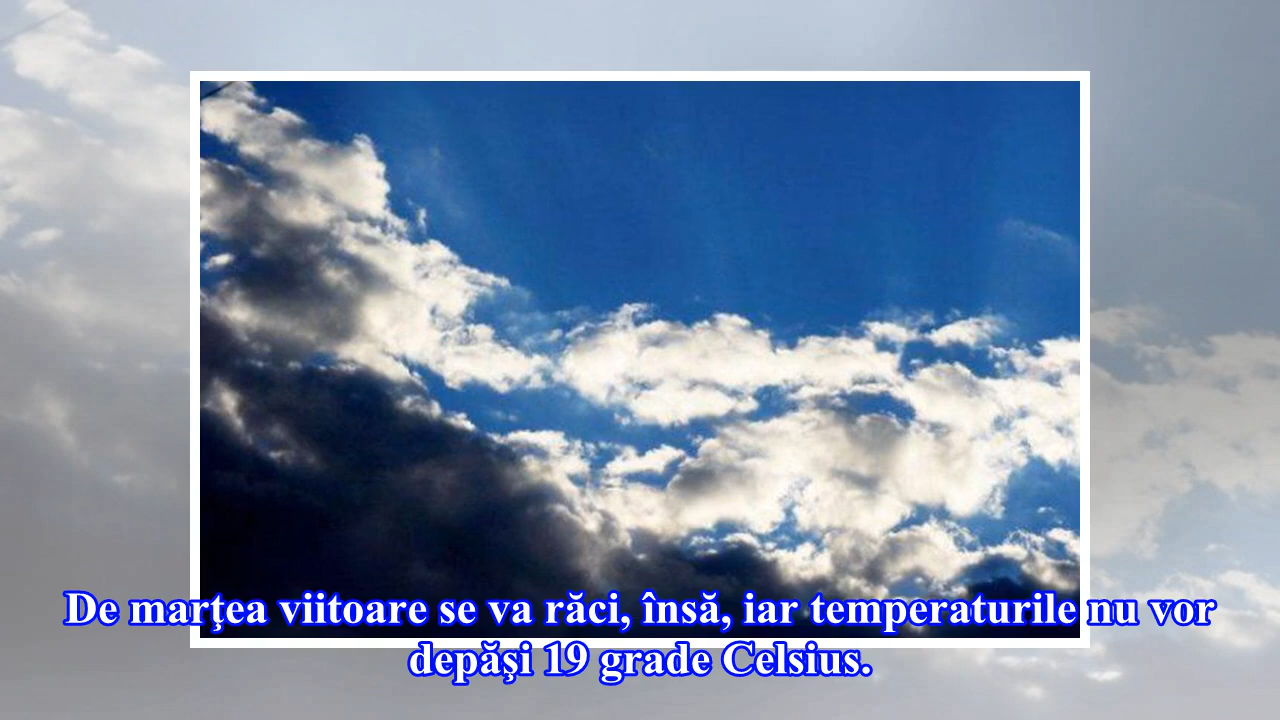 De marţea viitoare se va răci, însă, iar temperaturile nu vor
depăşi 19 grade Celsius.